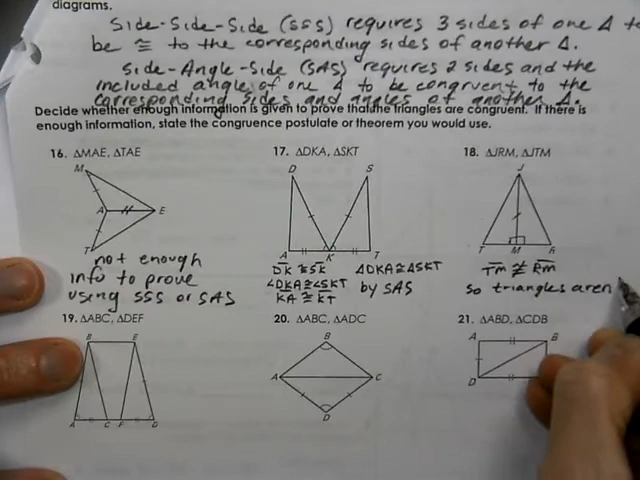 diagrams.
Side-Side-Side (SSS) requires 3 sides of one Δ to
be ≅ to the corresponding sides of another Δ.
Side-Angle-Side (SAS) requires 2 sides and the
included angle of one Δ to be congruent to the
corresponding sides and angles of another Δ.
Decide whether enough information is given to prove that the triangles are congruent. If there is
enough information, state the congruence postulate or theorem you would use.
16. ΔMAE, ΔTAE
17. ΔDKA, ΔSKT
18. ΔJRM, ΔJTM
M
A
E
T
D
S
A
K
T
J
T
M
R
not enough
info to prove
using SSS or SAS
DK ≅ SK
∠DKA ≅ ∠SKT
KA ≅ KT
ΔDKA ≅ ΔSKT
by SAS
TM ≇ RM
so triangles aren
19. ΔABC, ΔDEF
20. ΔABC, ΔADC
21. ΔABD, ΔCDB
B
E
A
C
F
D
B
A
C
D
A
B
D